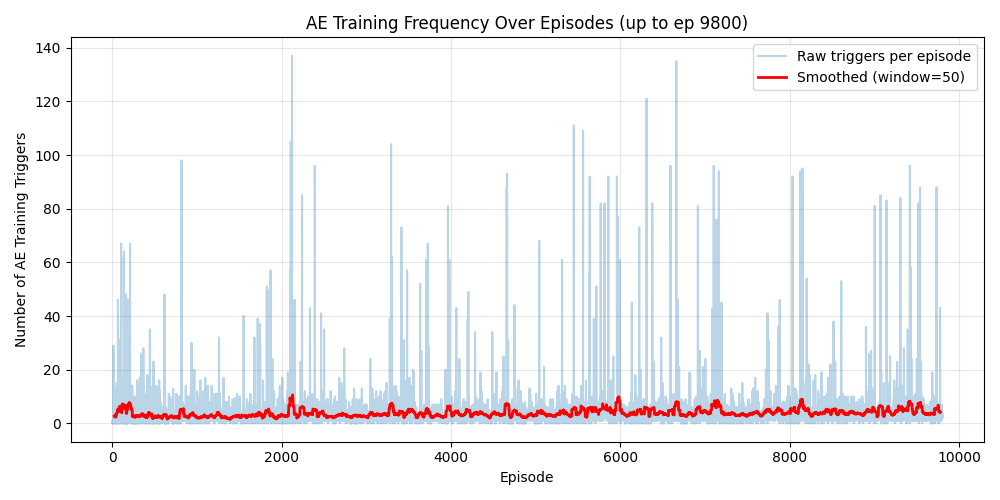 AE Training Frequency Over Episodes (up to ep 9800)
Raw triggers per episode
Smoothed (window=50)
Number of AE Training Triggers
140
120
100
80
60
40
20
0
0 2000 4000 6000 8000 10000
Episode